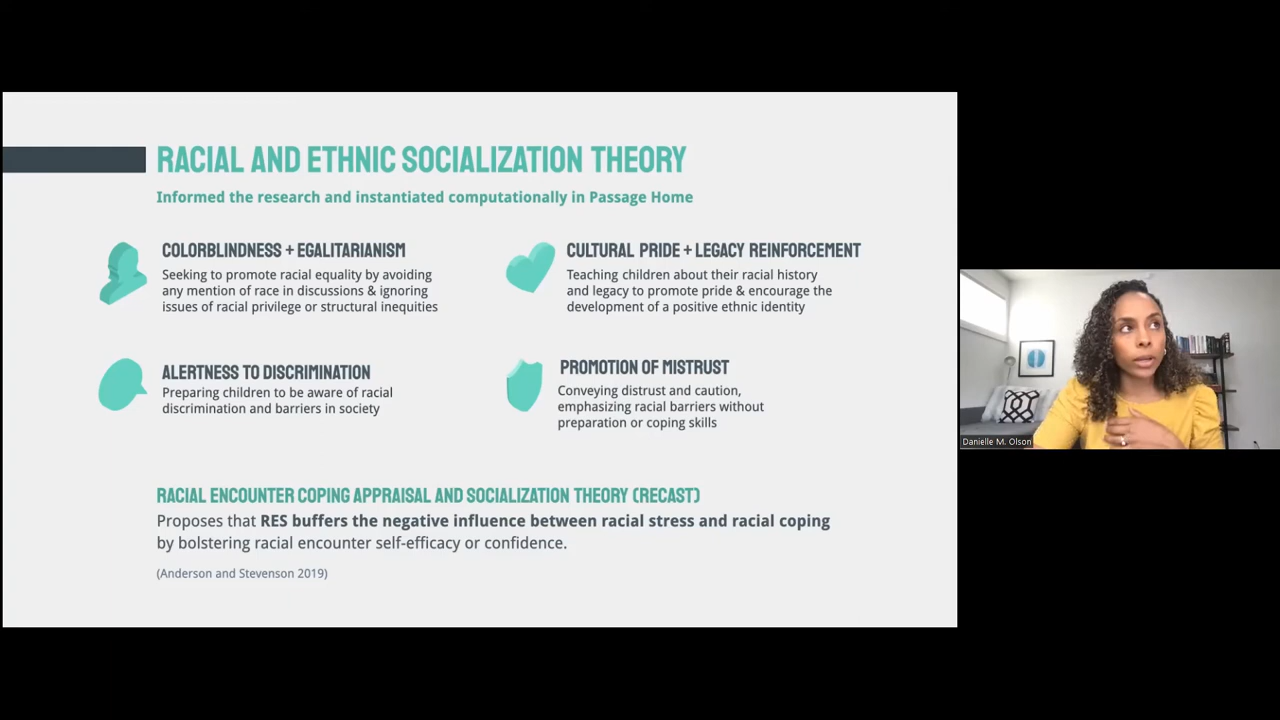 RACIAL AND ETHNIC SOCIALIZATION THEORY
Informed the research and instantiated computationally in Passage Home
COLORBLINDNESS + EGALITARIANISM
Seeking to promote racial equality by avoiding
any mention of race in discussions & ignoring
issues of racial privilege or structural inequities
CULTURAL PRIDE + LEGACY REINFORCEMENT
Teaching children about their racial history
and legacy to promote pride & encourage the
development of a positive ethnic identity
ALERTNESS TO DISCRIMINATION
Preparing children to be aware of racial
discrimination and barriers in society
PROMOTION OF MISTRUST
Conveying distrust and caution,
emphasizing racial barriers without
preparation or coping skills
RACIAL ENCOUNTER COPING APPRAISAL AND SOCIALIZATION THEORY (RECAST)
Proposes that RES buffers the negative influence between racial stress and racial coping
by bolstering racial encounter self-efficacy or confidence.
(Anderson and Stevenson 2019)
Danielle M. Olson